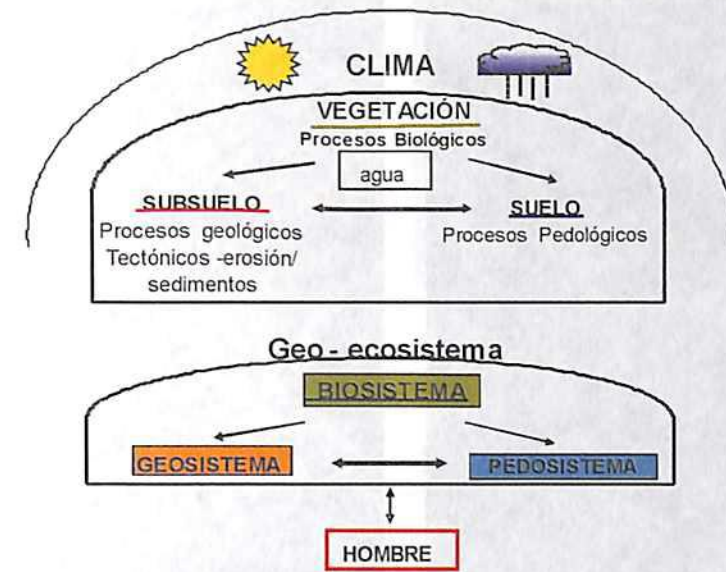 CLIMA
VEGETACIÓN
Procesos Biológicos
agua
SUBSUELO
Procesos geológicos
Tectónicos -erosión/
sedimentos
SUELO
Procesos Pedológicos
Geo - ecosistema
BIOSISTEMA
GEOSISTEMA
PEDOSISTEMA
HOMBRE